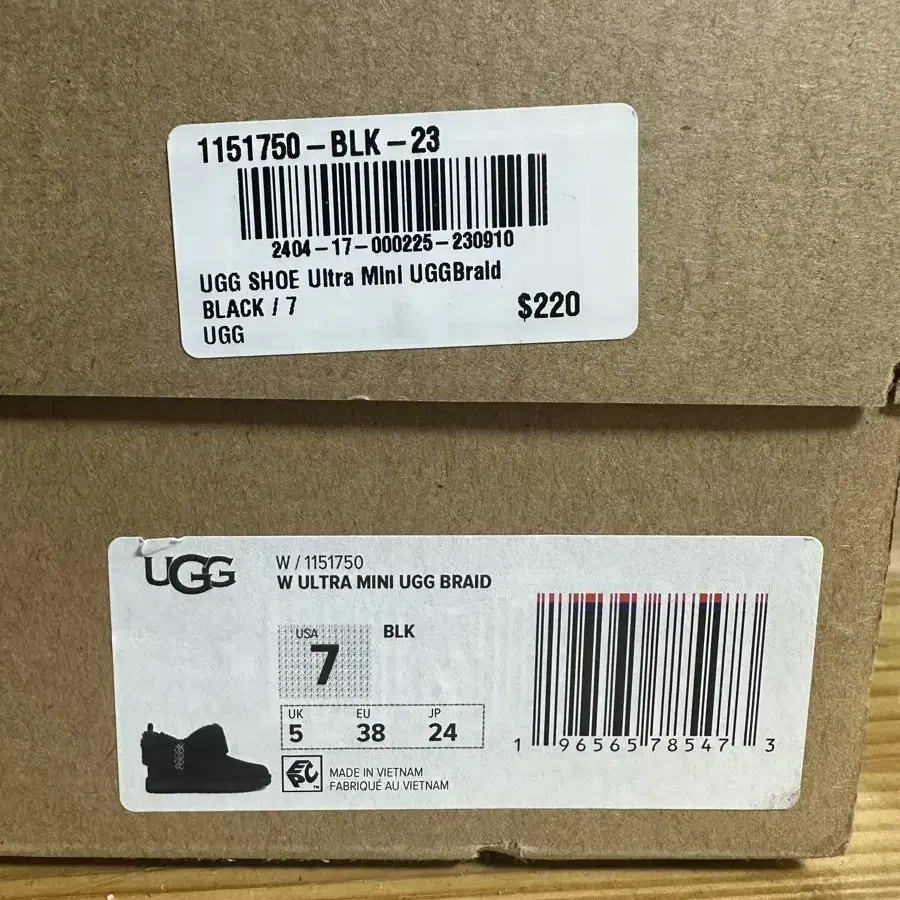 1151750-BLK-23
2404-17-000225-230910
UGG SHOE Ultra Mini UGGBraid
BLACK / 7
$220
UGG
UGG
W / 1151750
W ULTRA MINI UGG BRAID
USA
7
BLK
UK
EU
JP
5
38
24
1 96565 78547 3
EPC™
MADE IN VIETNAM
FABRIQUÉ AU VIETNAM